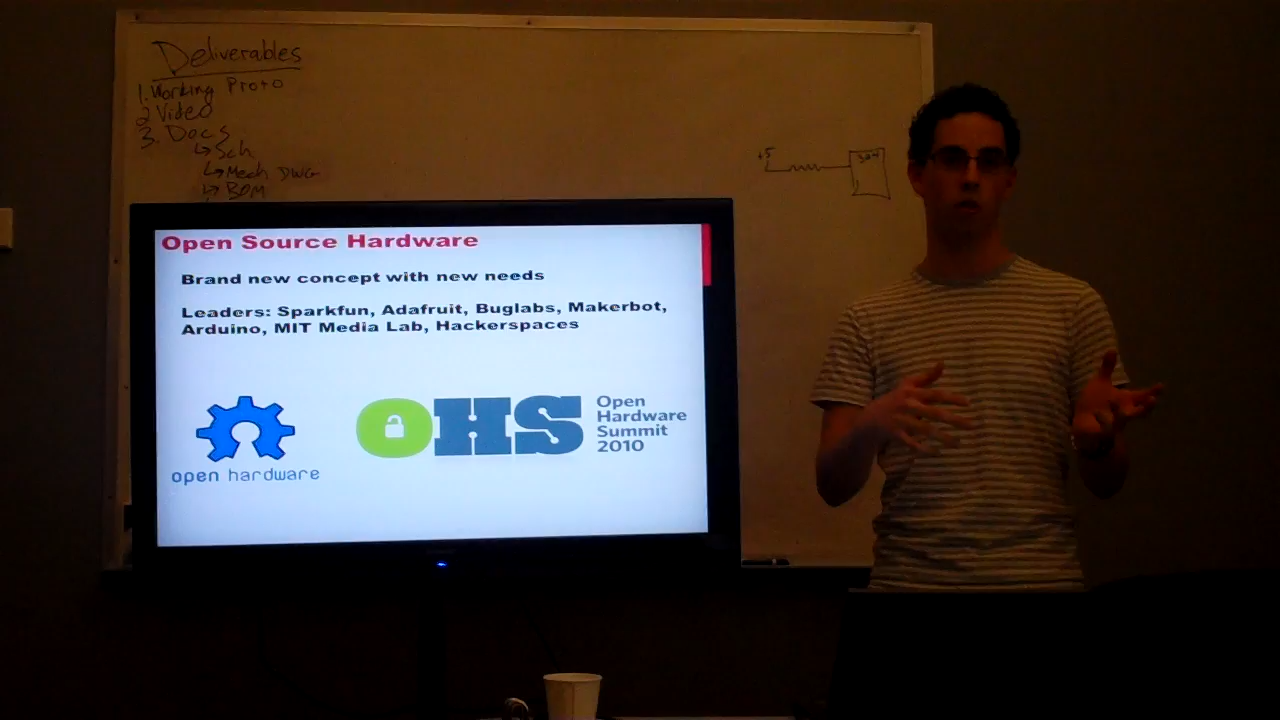 Deliverables
1. Working Proto
2 Video
3. Docs
↳ Sch
↳ Mech DWG
↳ BOM
+5
Open Source Hardware
Brand new concept with new needs
Leaders: Sparkfun, Adafruit, Buglabs, Makerbot,
Arduino, MIT Media Lab, Hackerspaces
open hardware
OHS
Open
Hardware
Summit
2010